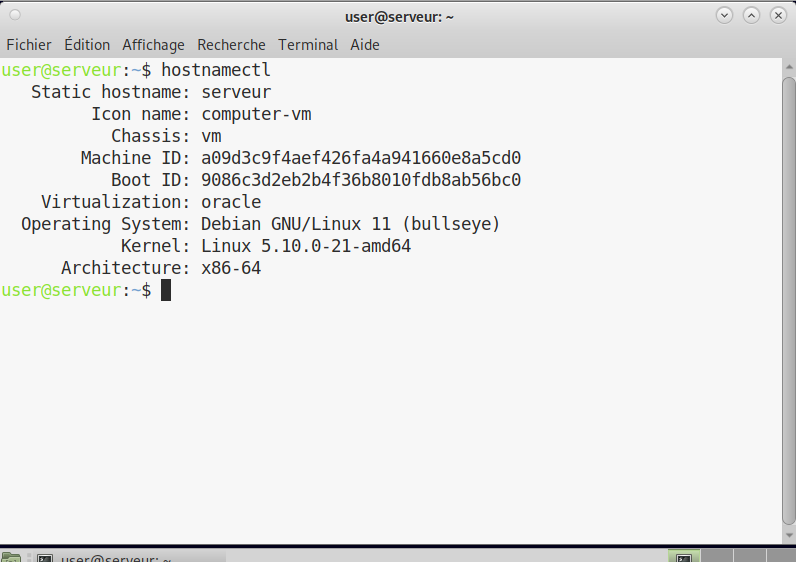 user@serveur: ~
Fichier Édition Affichage Recherche Terminal Aide
user@serveur:~$ hostnamectl
Static hostname: serveur
Icon name: computer-vm
Chassis: vm
Machine ID: a09d3c9f4aef426fa4a941660e8a5cd0
Boot ID: 9086c3d2eb2b4f36b8010fdb8ab56bc0
Virtualization: oracle
Operating System: Debian GNU/Linux 11 (bullseye)
Kernel: Linux 5.10.0-21-amd64
Architecture: x86-64
user@serveur:~$
user@serveur: ~